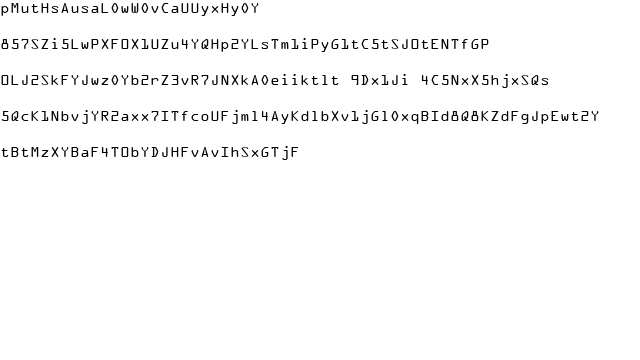 pMutHsAusaL0wW0vCaUUyxHy0Y
857SZi5LwPXF0X1UZu4YQHp2YLsTm1iPyG1tC5tSJ0tENTfGP
0LJ2SkFYJwz0Yb2rZ3vR7JNXkA0eiiktlt 9Dx1Ji 4C5NxX5hjxSQs
5QcK1NbvjYR2axx7ITfcoUFjml4AyKdlbXv1jGl0xqBId8Q8KZdFgJpEwt2Y
tBtMzXYBaF4T0bYDJHFvAvIhSxGTjF